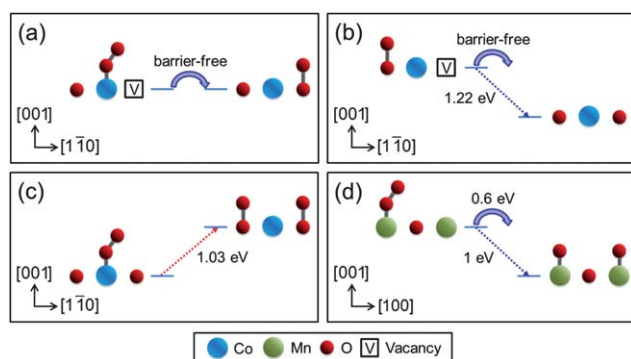 (a)
barrier-free
V
[001]
[1 1̄0]
(b)
barrier-free
V
1.22 eV
[001]
[1 1̄0]
(c)
1.03 eV
[001]
[1 1̄0]
(d)
0.6 eV
1 eV
[001]
[100]
Co Mn O V Vacancy